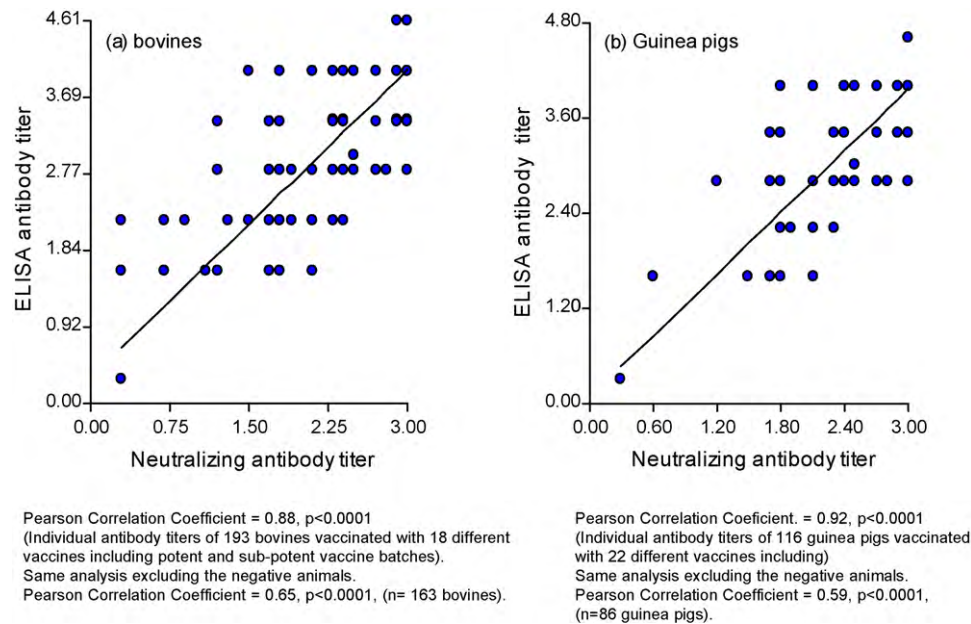 (a) bovines
ELISA antibody titer
4.61
3.69
2.77
1.84
0.92
0.00
0.00 0.75 1.50 2.25 3.00
Neutralizing antibody titer
(b) Guinea pigs
ELISA antibody titer
4.80
3.60
2.40
1.20
0.00
0.00 0.60 1.20 1.80 2.40 3.00
Neutralizing antibody titer
Pearson Correlation Coefficient = 0.88, p<0.0001
(Individual antibody titers of 193 bovines vaccinated with 18 different
vaccines including potent and sub-potent vaccine batches).
Same analysis excluding the negative animals.
Pearson Correlation Coefficient = 0.65, p<0.0001, (n= 163 bovines).
Pearson Correlation Coeficient. = 0.92, p<0.0001
(Individual antibody titers of 116 guinea pigs vaccinated
with 22 different vaccines including)
Same analysis excluding the negative animals.
Pearson Correlation Coefficient = 0.59, p<0.0001,
(n=86 guinea pigs).